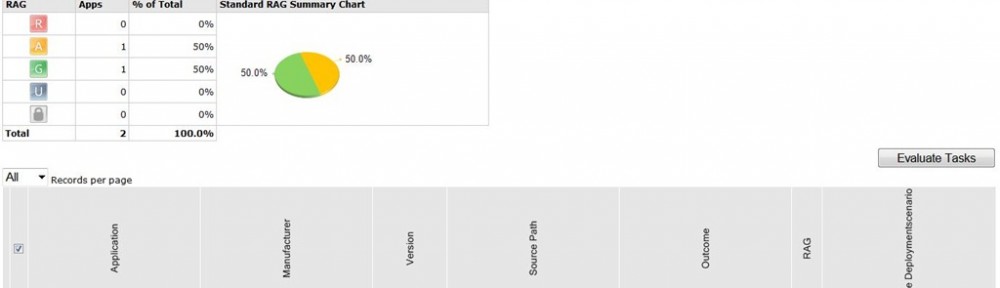 RAG Apps % of Total Standard RAG Summary Chart
R 0 0%
A 1 50%
G 1 50%
U 0 0%
0 0%
Total 2 100.0%
50.0% 50.0%
Evaluate Tasks
All Records per page
Application Manufacturer Version Source Path Outcome RAG e Deploymentscenario